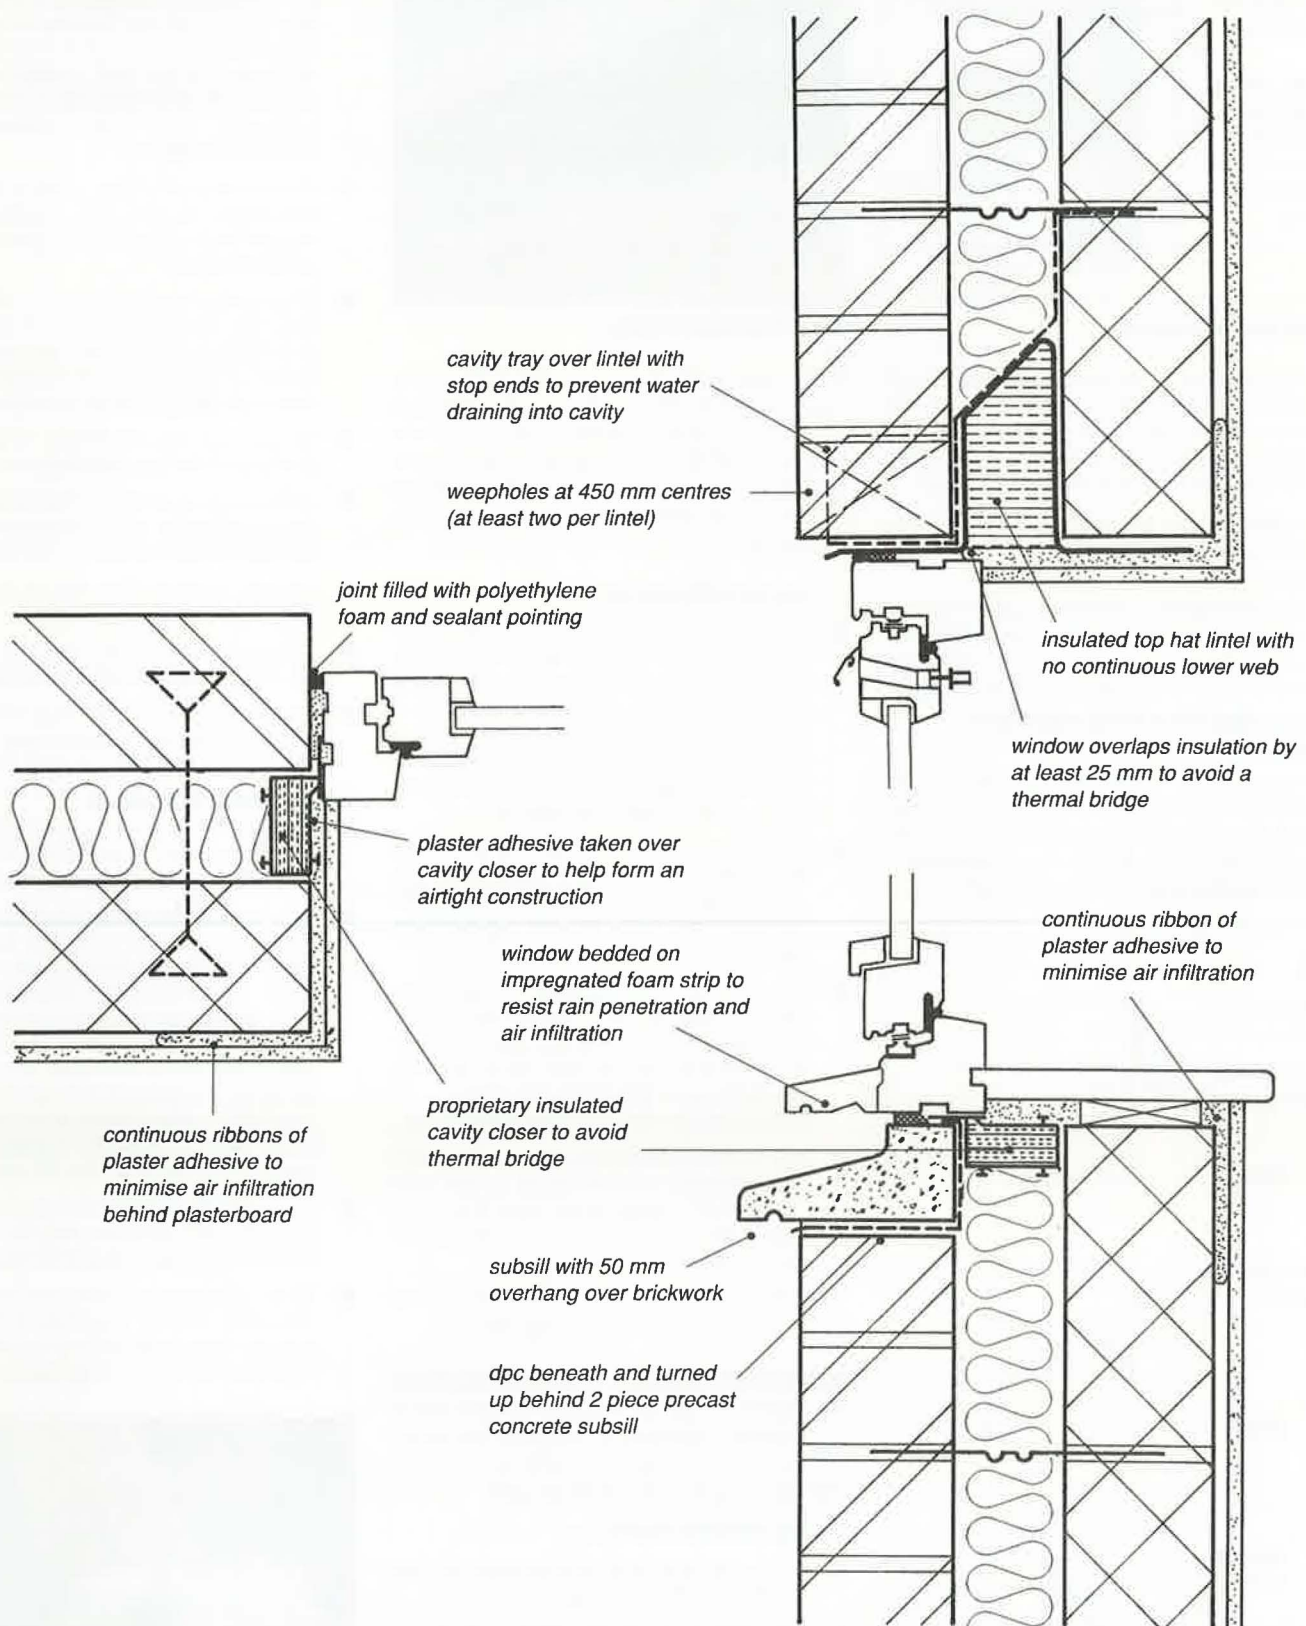 cavity tray over lintel with
stop ends to prevent water
draining into cavity
weepholes at 450 mm centres
(at least two per lintel)
joint filled with polyethylene
foam and sealant pointing
insulated top hat lintel with
no continuous lower web
window overlaps insulation by
at least 25 mm to avoid a
thermal bridge
plaster adhesive taken over
cavity closer to help form an
airtight construction
continuous ribbon of
plaster adhesive to
minimise air infiltration
window bedded on
impregnated foam strip to
resist rain penetration and
air infiltration
proprietary insulated
cavity closer to avoid
thermal bridge
continuous ribbons of
plaster adhesive to
minimise air infiltration
behind plasterboard
subsill with 50 mm
overhang over brickwork
dpc beneath and turned
up behind 2 piece precast
concrete subsill